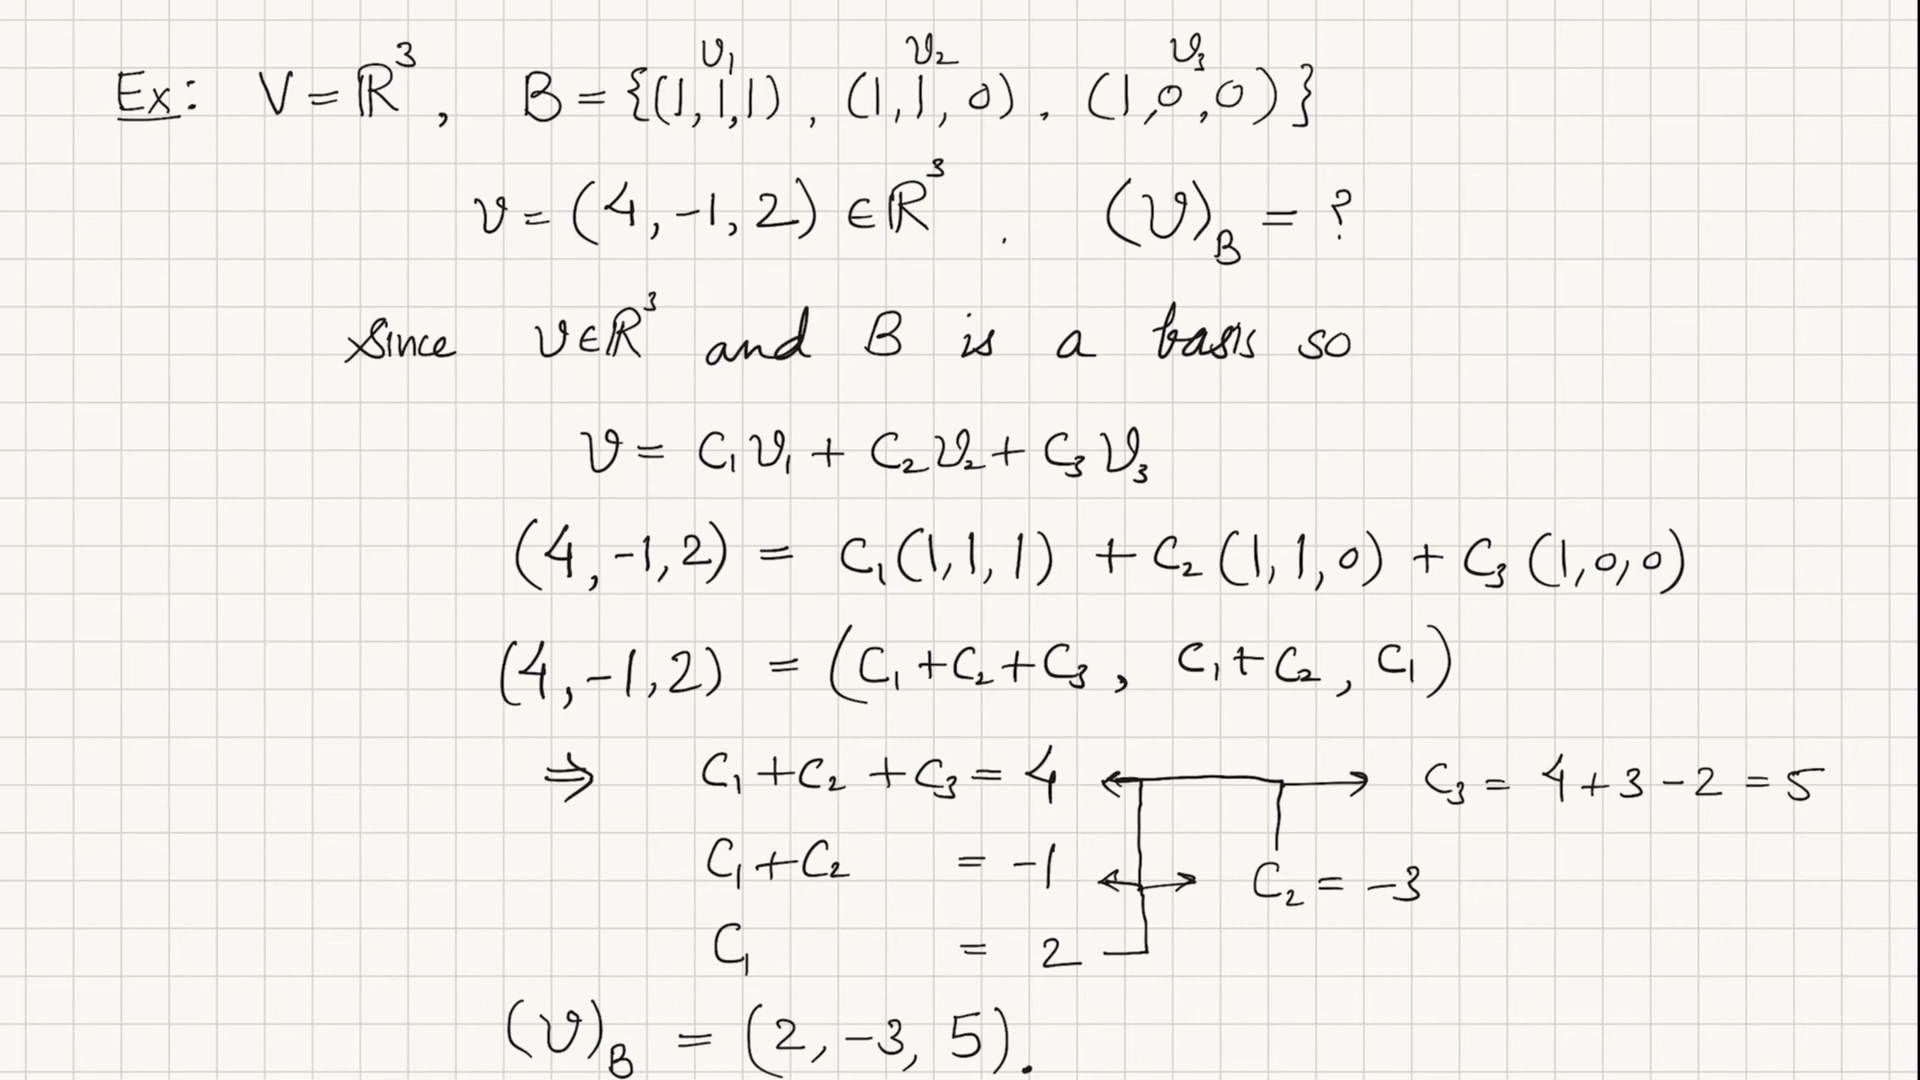 v₁ v₂ v₃
Ex: V = ℝ³, B = {(1,1,1), (1,1,0), (1,0,0)}
v = (4,-1,2) ∈ ℝ³. (v)_B = ?
Since v∈ℝ³ and B is a basis so
v = C₁v₁ + C₂v₂ + C₃v₃
(4,-1,2) = C₁(1,1,1) + C₂(1,1,0) + C₃(1,0,0)
(4,-1,2) = (C₁+C₂+C₃, C₁+C₂, C₁)
⇒ C₁+C₂+C₃ = 4 ← → C₃ = 4+3-2 = 5
C₁+C₂ = -1 ← → C₂ = -3
C₁ = 2
(v)_B = (2,-3,5).